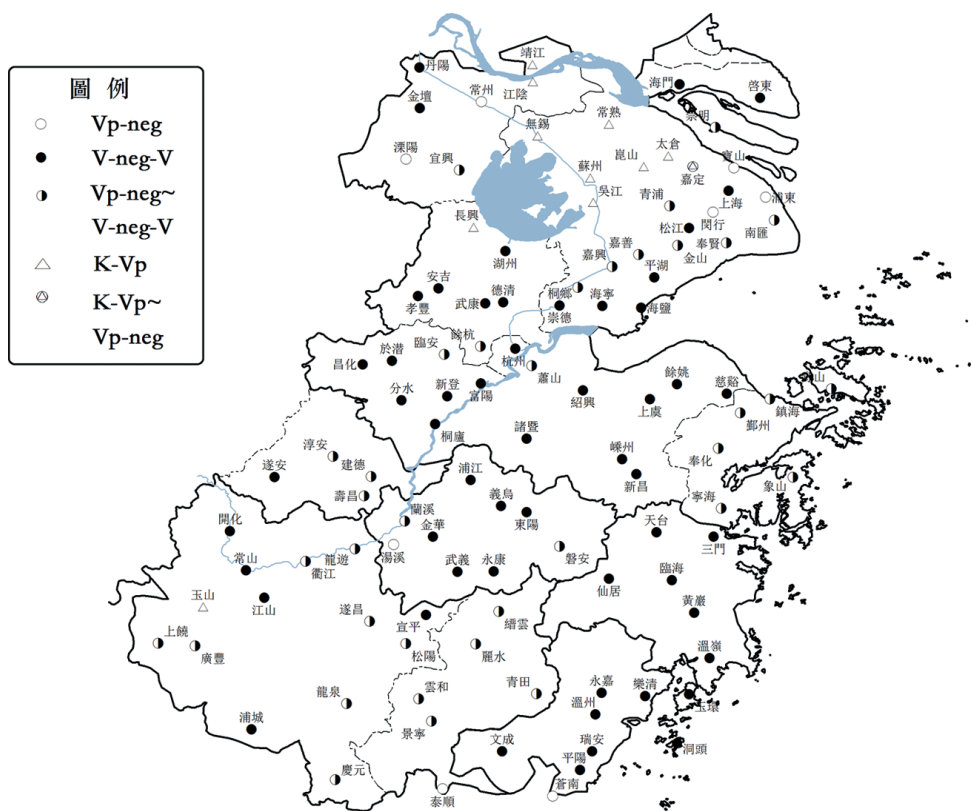 圖 例
Vp-neg
V-neg-V
Vp-neg~
V-neg-V
K-Vp
K-Vp~
Vp-neg
靖江
丹陽
海門
啓東
江陰
常州
金壇
常熟
崇明
無錫
太倉
寶山
溧陽
宜興
崑山
蘇州
嘉定
青浦
上海
浦東
吳江
長興
閔行
松江
南匯
嘉善
奉賢
嘉興
金山
湖州
平湖
安吉
德清
桐鄉
海寧
孝豐
武康
崇德
海鹽
餘杭
臨安
杭州
於潛
昌化
蕭山
餘姚
慈谿
新登
分水
富陽
紹興
上虞
鎮海
鄞州
桐廬
諸暨
淳安
嵊州
奉化
建德
遂安
浦江
新昌
象山
壽昌
義烏
寧海
蘭溪
東陽
開化
金華
天台
三門
龍遊
湯溪
磐安
常山
衢江
武義
永康
臨海
仙居
玉山
江山
遂昌
縉雲
黃巖
宣平
上饒
松陽
麗水
廣豐
溫嶺
青田
永嘉
樂清
雲和
龍泉
溫州
玉環
浦城
景寧
文成
瑞安
洞頭
平陽
慶元
蒼南
泰順